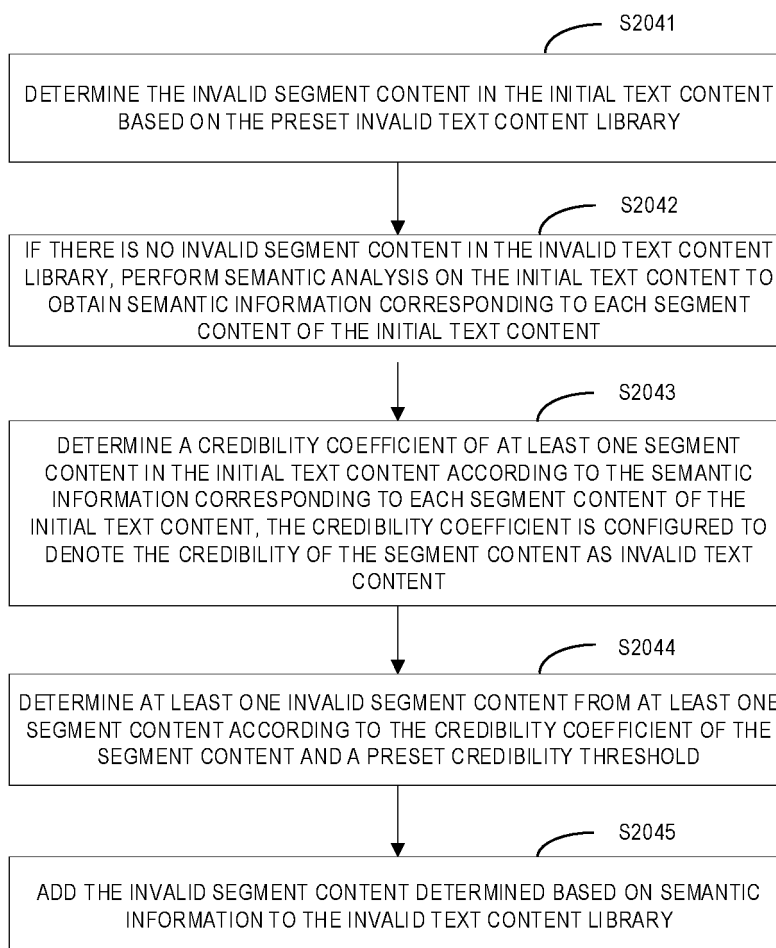 S2041
DETERMINE THE INVALID SEGMENT CONTENT IN THE INITIAL TEXT CONTENT
BASED ON THE PRESET INVALID TEXT CONTENT LIBRARY
S2042
IF THERE IS NO INVALID SEGMENT CONTENT IN THE INVALID TEXT CONTENT
LIBRARY, PERFORM SEMANTIC ANALYSIS ON THE INITIAL TEXT CONTENT TO
OBTAIN SEMANTIC INFORMATION CORRESPONDING TO EACH SEGMENT
CONTENT OF THE INITIAL TEXT CONTENT
S2043
DETERMINE A CREDIBILITY COEFFICIENT OF AT LEAST ONE SEGMENT
CONTENT IN THE INITIAL TEXT CONTENT ACCORDING TO THE SEMANTIC
INFORMATION CORRESPONDING TO EACH SEGMENT CONTENT OF THE
INITIAL TEXT CONTENT, THE CREDIBILITY COEFFICIENT IS CONFIGURED TO
DENOTE THE CREDIBILITY OF THE SEGMENT CONTENT AS INVALID TEXT
CONTENT
S2044
DETERMINE AT LEAST ONE INVALID SEGMENT CONTENT FROM AT LEAST ONE
SEGMENT CONTENT ACCORDING TO THE CREDIBILITY COEFFICIENT OF THE
SEGMENT CONTENT AND A PRESET CREDIBILITY THRESHOLD
S2045
ADD THE INVALID SEGMENT CONTENT DETERMINED BASED ON SEMANTIC
INFORMATION TO THE INVALID TEXT CONTENT LIBRARY